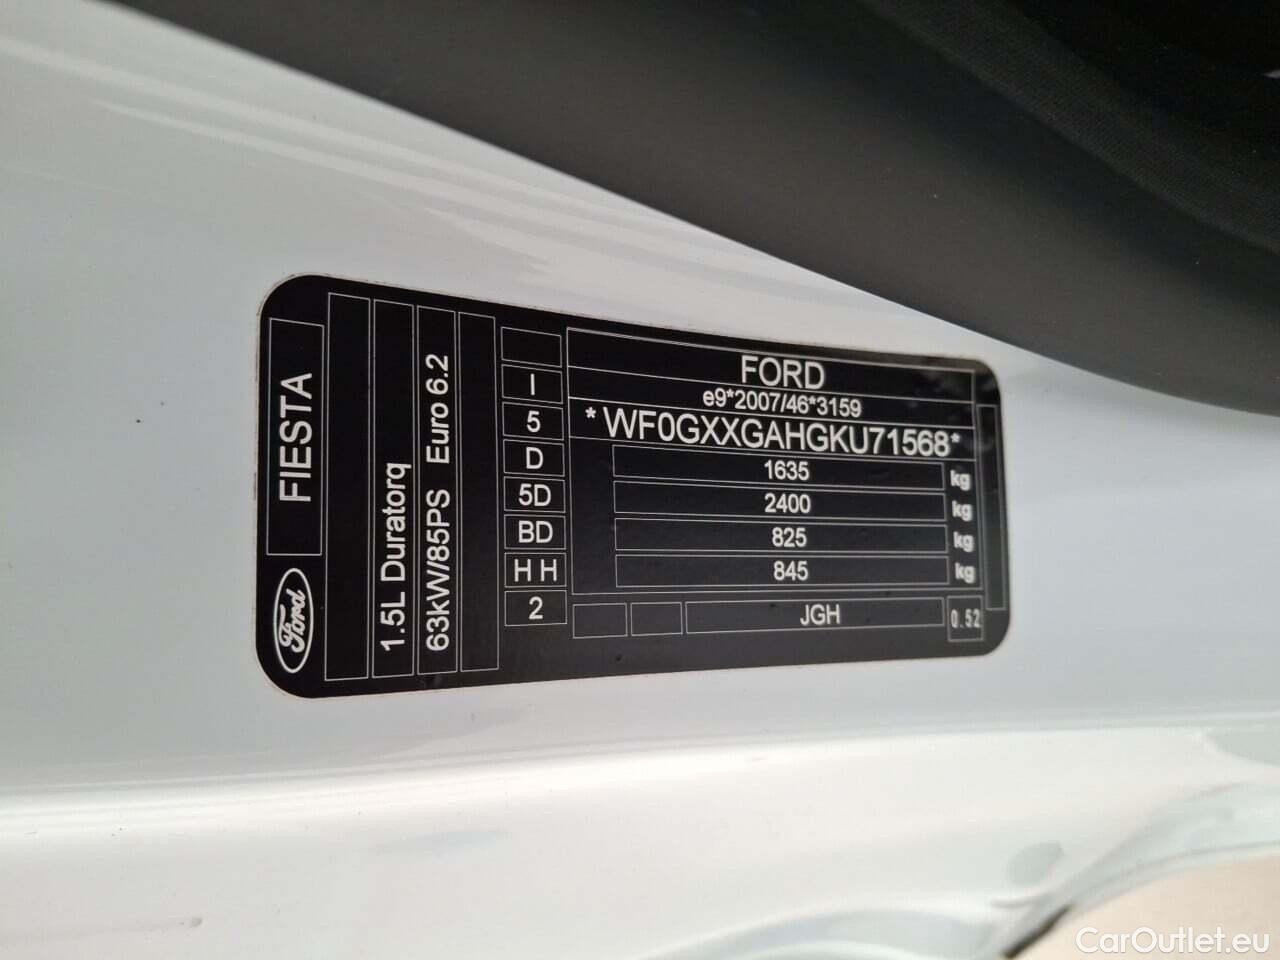 FORD
e9*2007/46*3159
*WF0GXXGAHGKU71568*
1635 kg
2400 kg
825 kg
845 kg
JGH
0.52
I
5
D
5D
BD
H H
2
FIESTA
Ford
1.5L Duratorq
63kW/85PS Euro 6.2
CarOutlet.eu